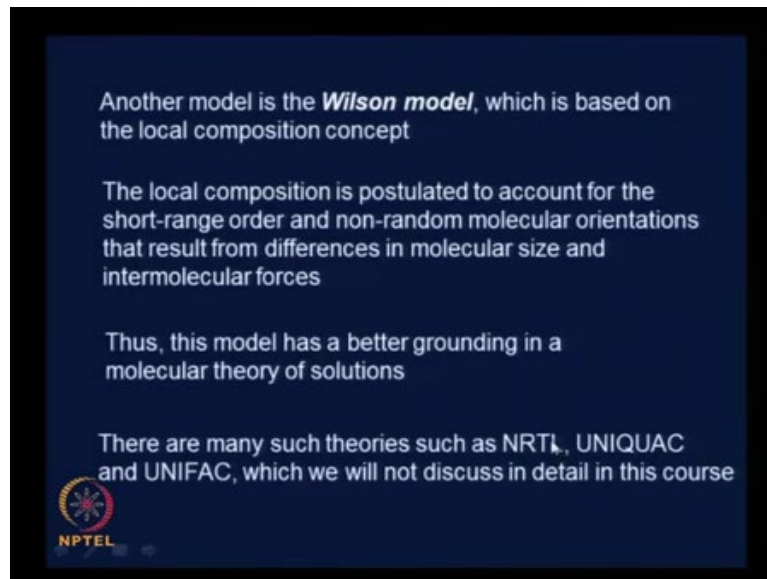 Another model is the Wilson model, which is based on
the local composition concept
The local composition is postulated to account for the
short-range order and non-random molecular orientations
that result from differences in molecular size and
intermolecular forces
Thus, this model has a better grounding in a
molecular theory of solutions
There are many such theories such as NRTL, UNIQUAC
and UNIFAC, which we will not discuss in detail in this course
NPTEL